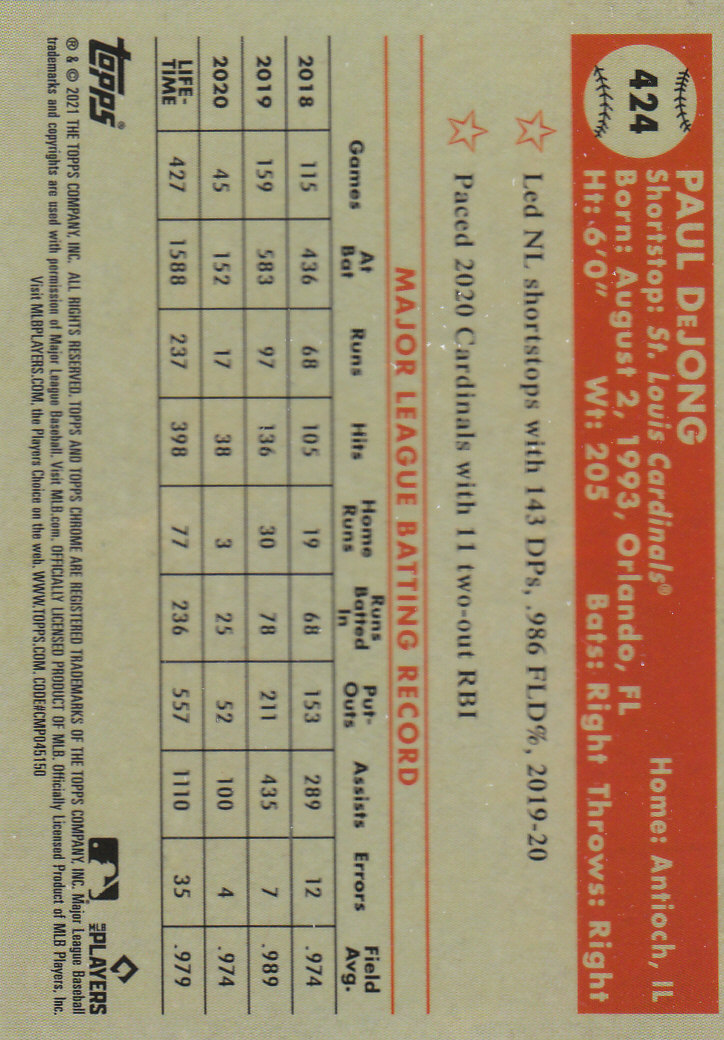 424
PAUL DeJONG
Shortstop: St. Louis Cardinals® Home: Antioch, IL
Born: August 2, 1993, Orlando, FL
Ht: 6'0" Wt: 205 Bats: Right Throws: Right
Led NL shortstops with 143 DPs, .986 FLD%, 2019-20
Paced 2020 Cardinals with 11 two-out RBI
MAJOR LEAGUE BATTING RECORD
Games At Bat Runs Hits Home Runs Runs Batted In Put-Outs Assists Errors Field Avg.
2018 115 436 68 105 19 68 153 289 12 .974
2019 159 583 97 136 30 78 211 435 7 .989
2020 45 152 17 38 3 25 52 100 4 .974
LIFE-TIME 427 1588 237 398 77 236 557 1110 35 .979
topps®
MLB PLAYERS
® & © 2021 THE TOPPS COMPANY, INC. ALL RIGHTS RESERVED. TOPPS AND TOPPS CHROME ARE REGISTERED TRADEMARKS OF THE TOPPS COMPANY, INC. Major League Baseball
trademarks and copyrights are used with permission of Major League Baseball. Visit MLB.com. OFFICIALLY LICENSED PRODUCT OF MLB. Officially Licensed Product of MLB Players, Inc.
Visit MLBPLAYERS.COM, the Players Choice on the web. WWW.TOPPS.COM. CODE#CMP045150